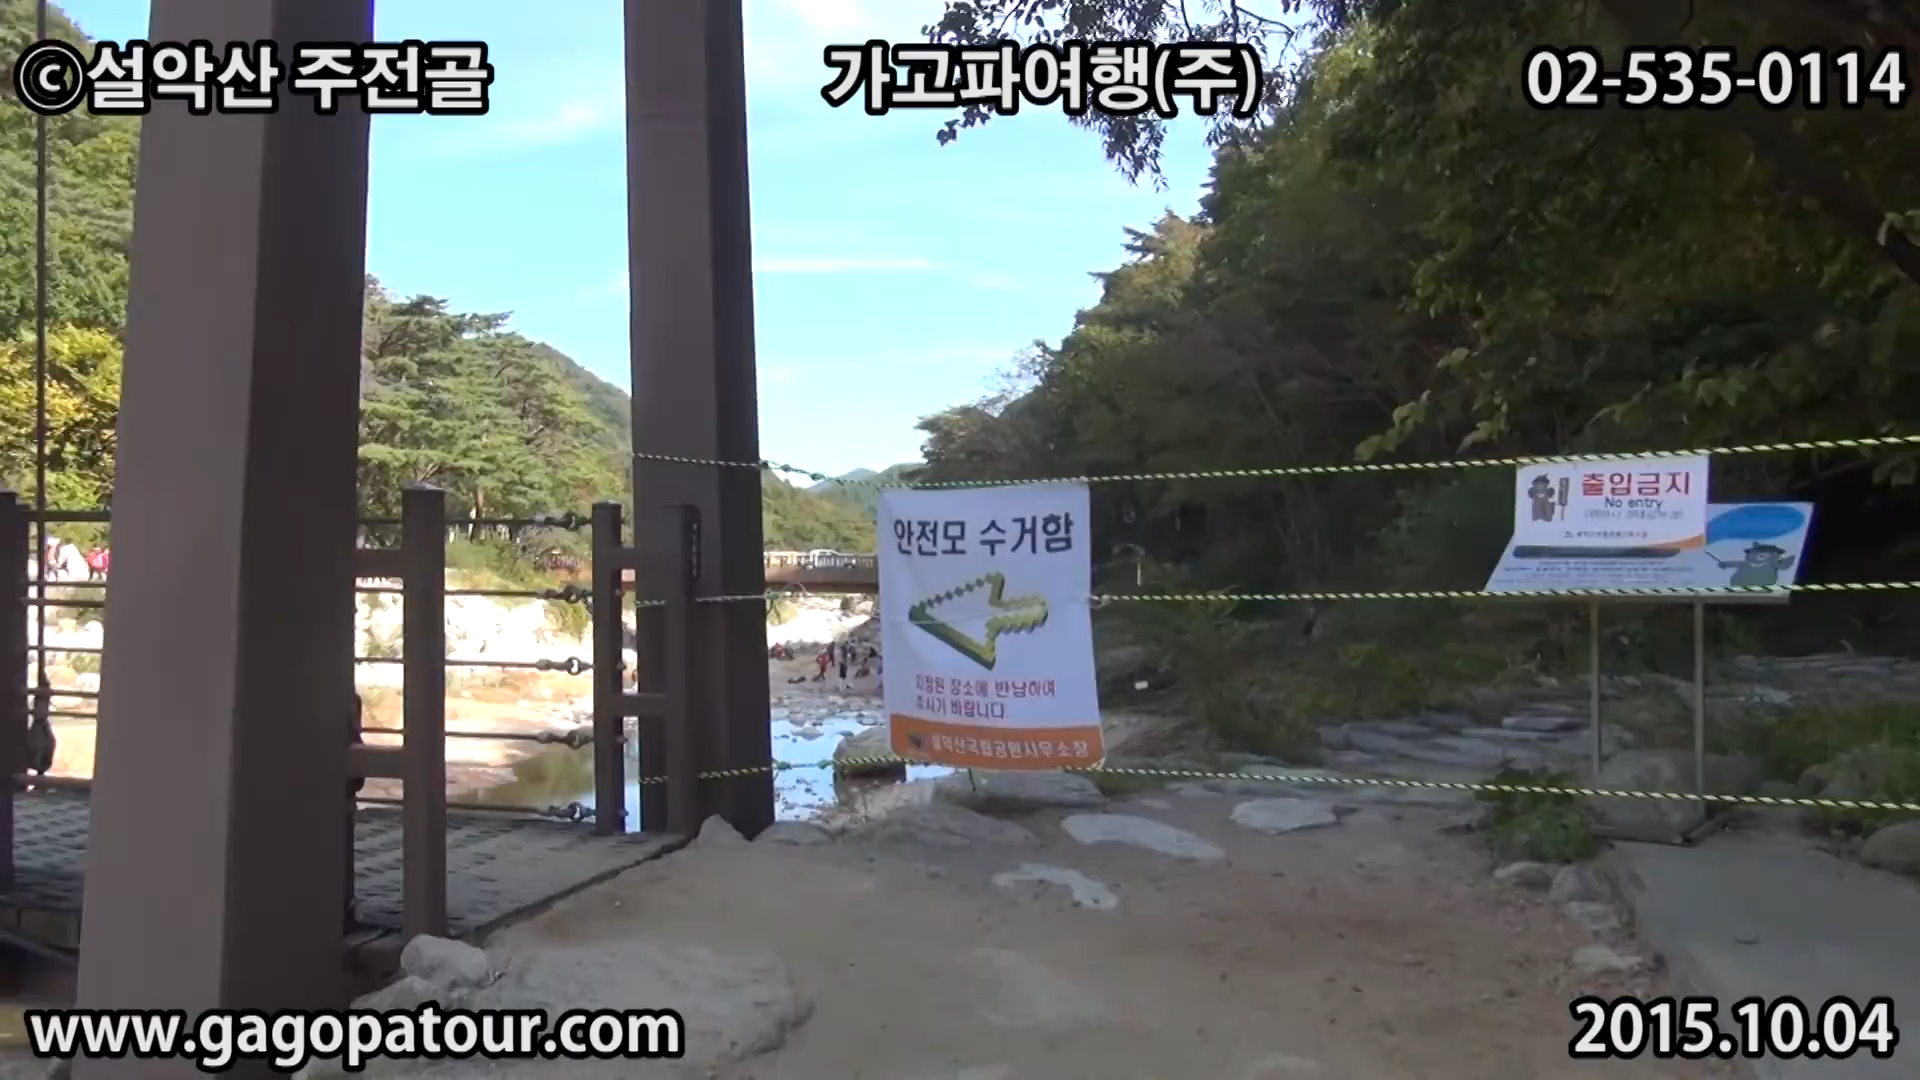 ⓒ설악산 주전골
가고파여행(주)
02-535-0114
안전모 수거함
지정된 장소에 반납하여
주시기 바랍니다.
설악산국립공원사무소장
출입금지
No entry
www.gagopatour.com
2015.10.04